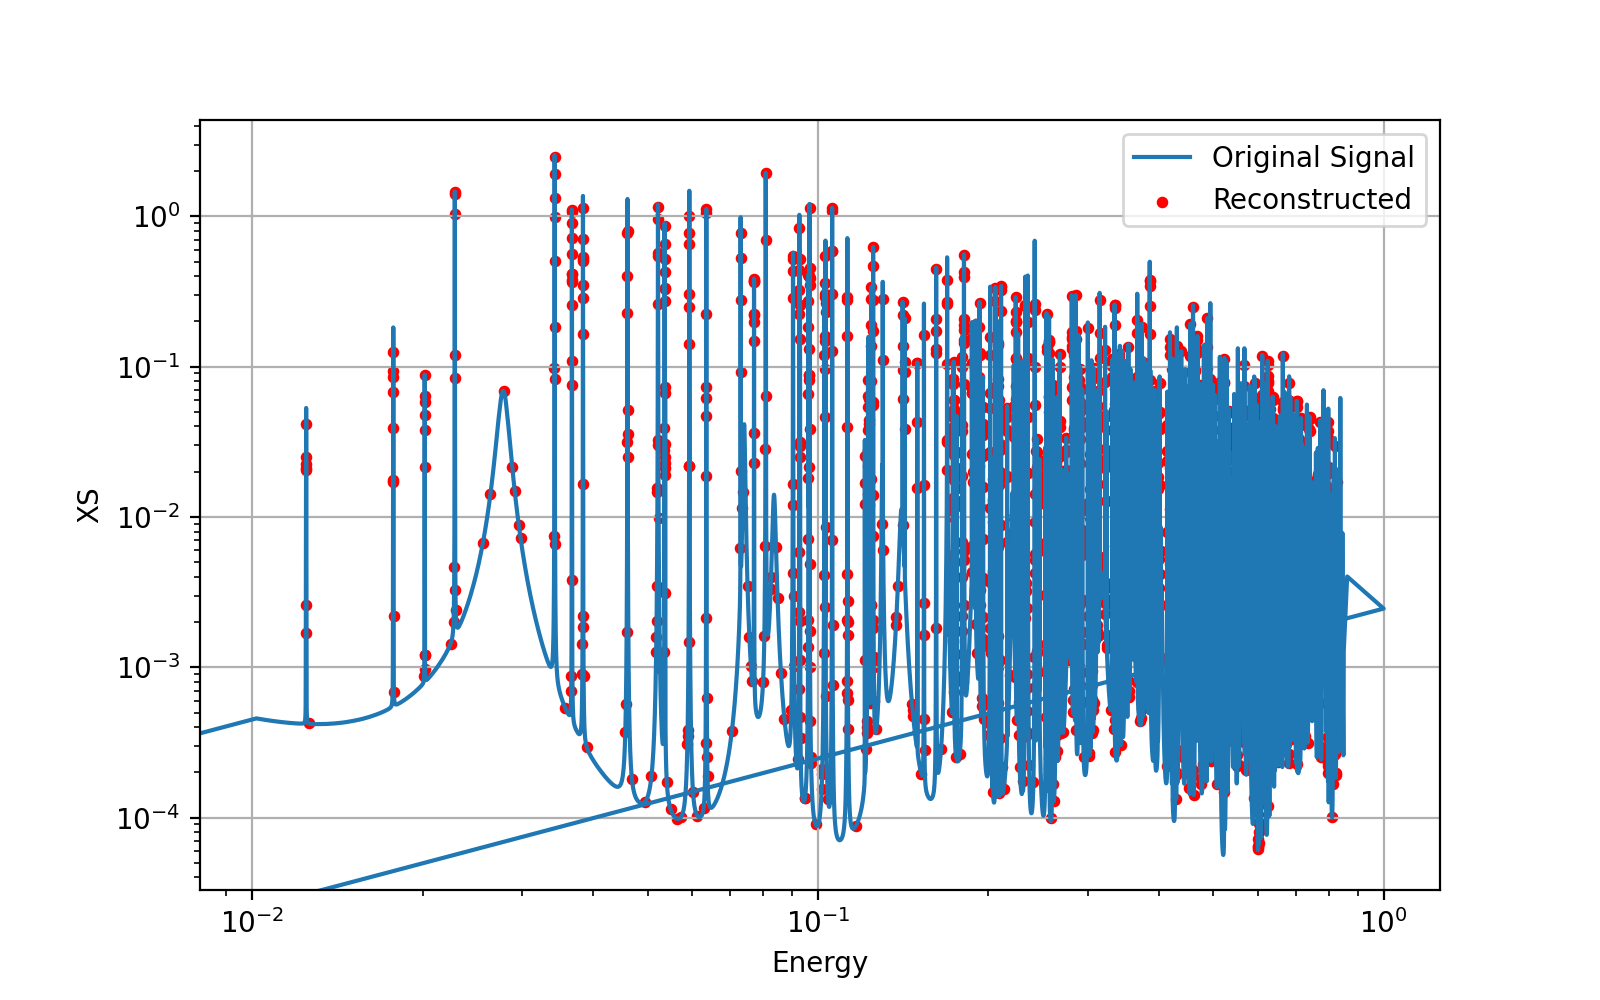 Original Signal
Reconstructed
XS
10⁰
10⁻¹
10⁻²
10⁻³
10⁻⁴
10⁻² 10⁻¹ 10⁰
Energy